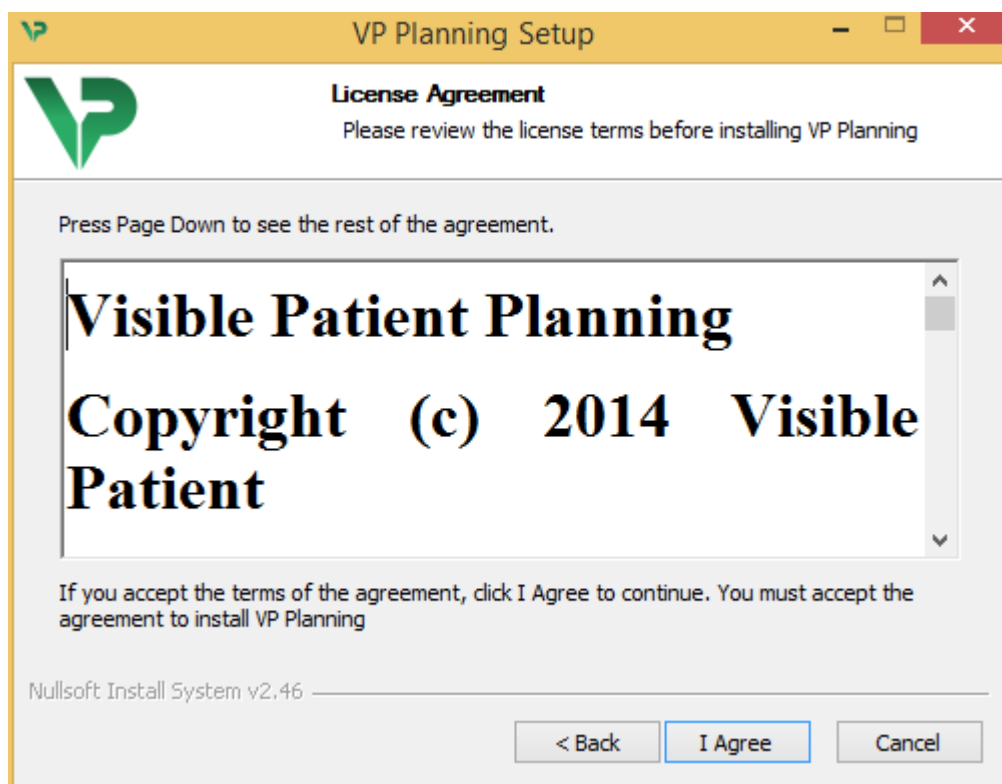 VP Planning Setup
VP
License Agreement
Please review the license terms before installing VP Planning
Press Page Down to see the rest of the agreement.
Visible Patient Planning
Copyright (c) 2014 Visible
Patient
If you accept the terms of the agreement, click I Agree to continue. You must accept the
agreement to install VP Planning
Nullsoft Install System v2.46
< Back
I Agree
Cancel